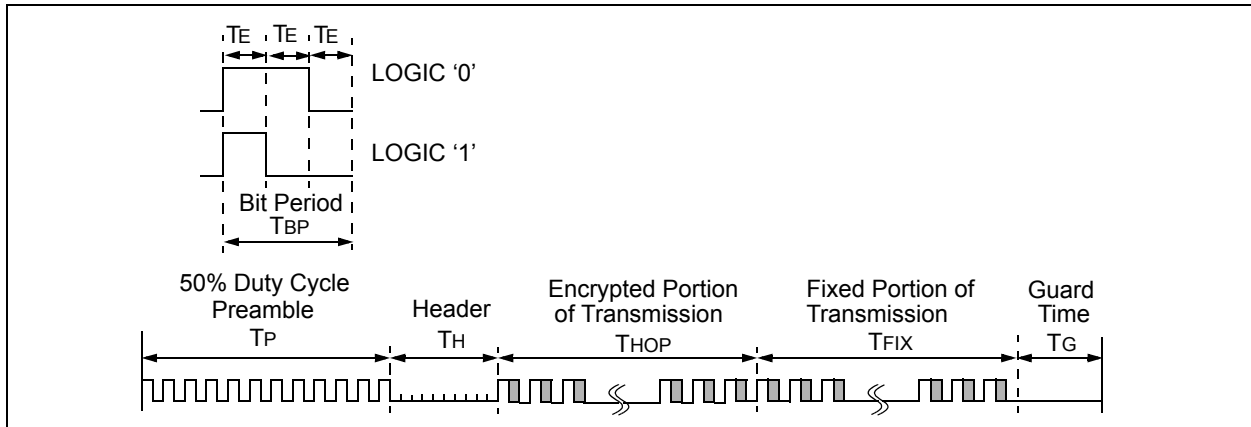 TE TE TE
LOGIC ‘0’
LOGIC ‘1’
Bit Period
TBP
50% Duty Cycle
Preamble
TP
Header
TH
Encrypted Portion
of Transmission
THOP
Fixed Portion of
Transmission
TFIX
Guard
Time
TG